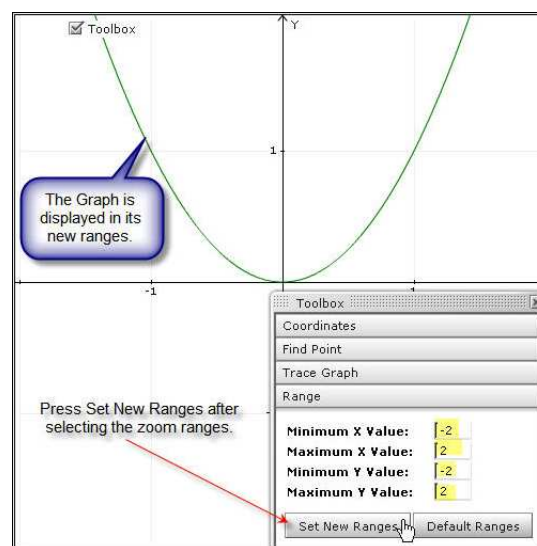 Toolbox
Y
1
The Graph is
displayed in its
new ranges.
-1
1
Toolbox
Coordinates
Find Point
Trace Graph
Range
Press Set New Ranges after
selecting the zoom ranges.
Minimum X Value: -2
Maximum X Value: 2
Minimum Y Value: -2
Maximum Y Value: 2
Set New Ranges Default Ranges